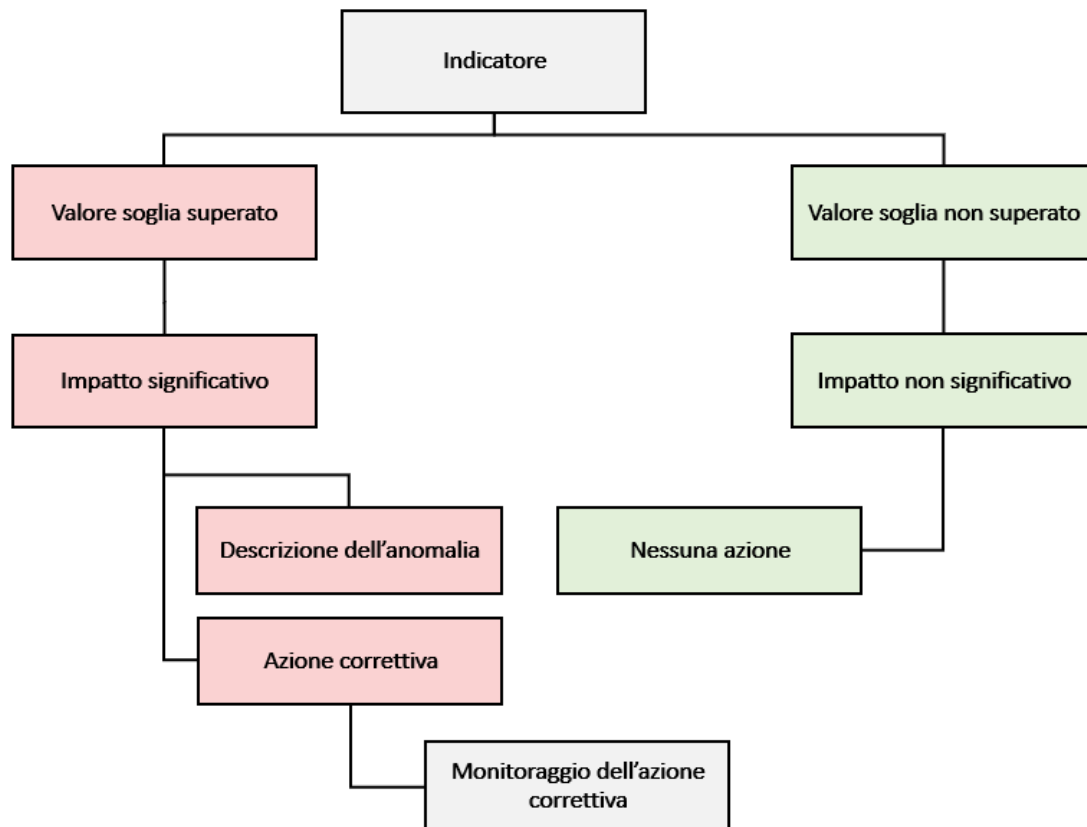 Indicatore
Valore soglia superato
Valore soglia non superato
Impatto significativo
Impatto non significativo
Descrizione dell'anomalia
Nessuna azione
Azione correttiva
Monitoraggio dell'azione
correttiva